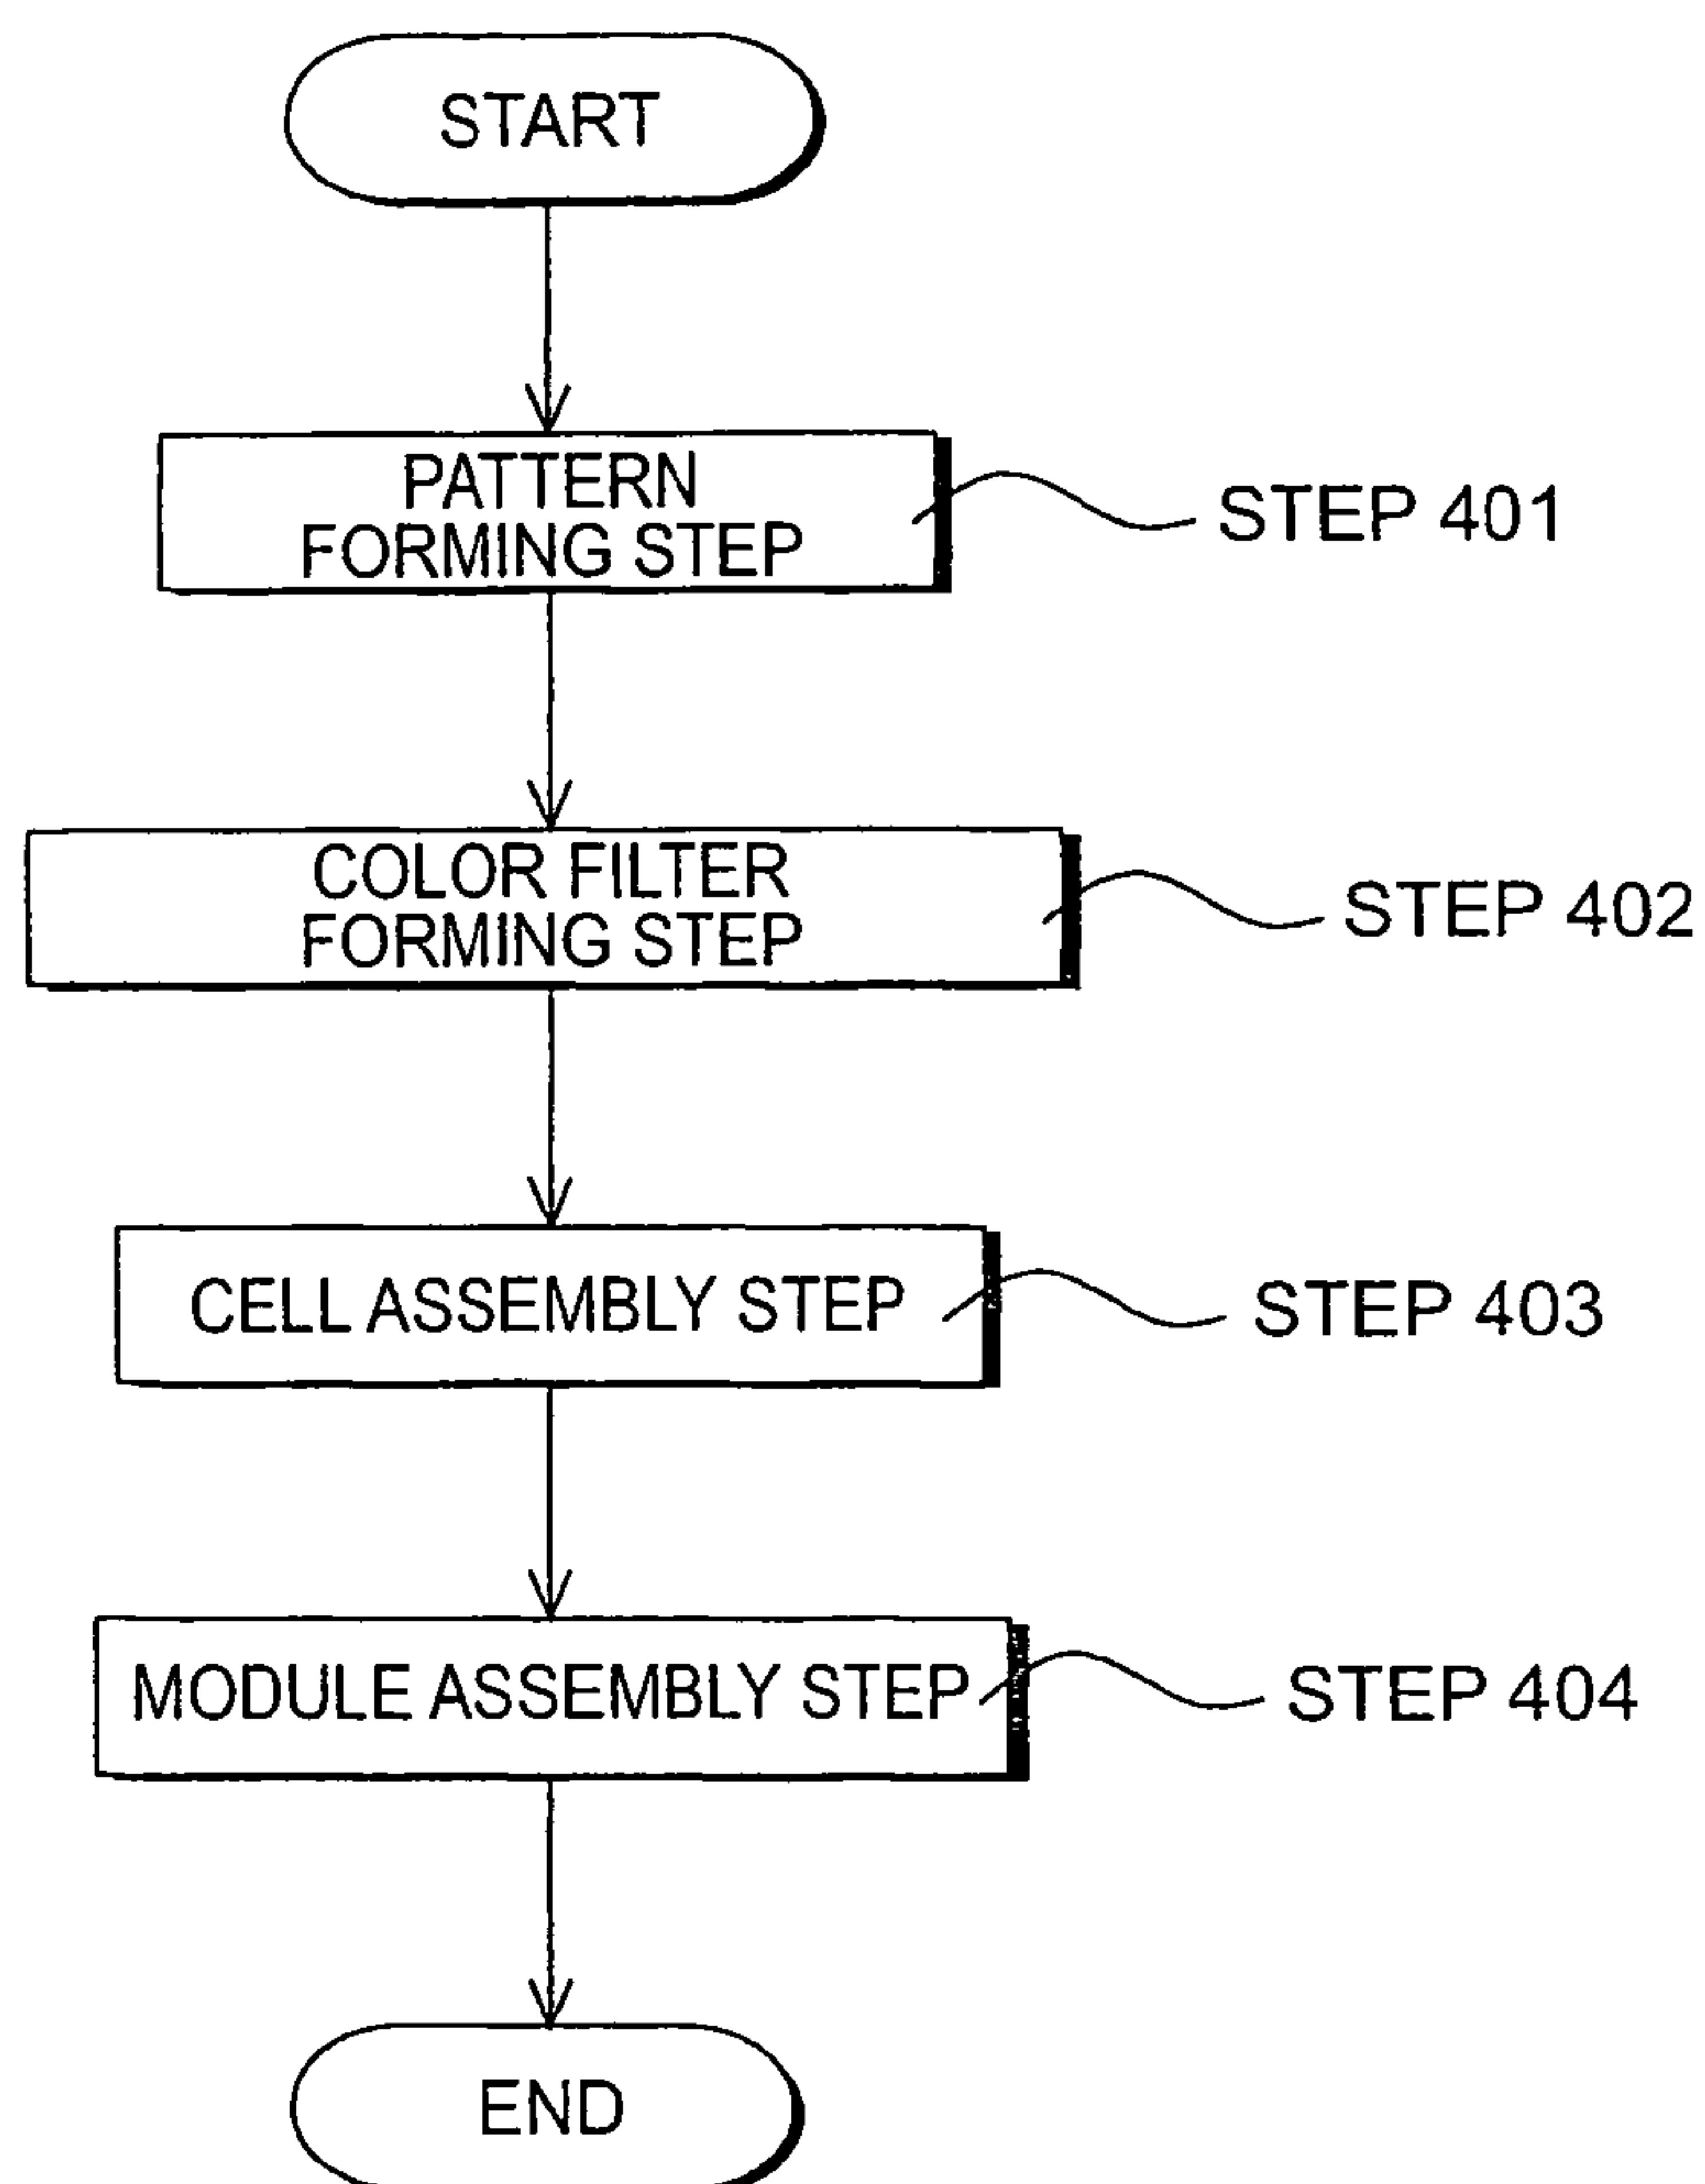 START
PATTERN
FORMING STEP
STEP 401
COLOR FILTER
FORMING STEP
STEP 402
CELL ASSEMBLY STEP
STEP 403
MODULE ASSEMBLY STEP
STEP 404
END